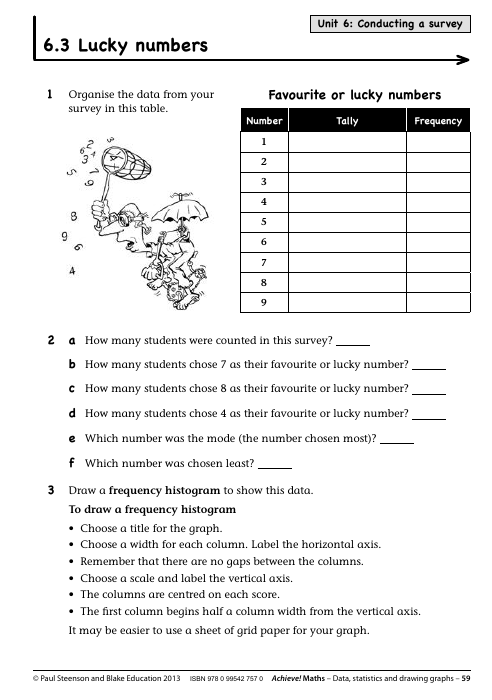 Unit 6: Conducting a survey
6.3 Lucky numbers
1 Organise the data from your
survey in this table.
Favourite or lucky numbers
Number Tally Frequency
1
2
3
4
5
6
7
8
9
2 a How many students were counted in this survey? _____
b How many students chose 7 as their favourite or lucky number? _____
c How many students chose 8 as their favourite or lucky number? _____
d How many students chose 4 as their favourite or lucky number? _____
e Which number was the mode (the number chosen most)? _____
f Which number was chosen least? _____
3 Draw a frequency histogram to show this data.
To draw a frequency histogram
• Choose a title for the graph.
• Choose a width for each column. Label the horizontal axis.
• Remember that there are no gaps between the columns.
• Choose a scale and label the vertical axis.
• The columns are centred on each score.
• The first column begins half a column width from the vertical axis.
It may be easier to use a sheet of grid paper for your graph.
© Paul Steenson and Blake Education 2013 ISBN 978 0 99542 757 0 Achieve! Maths – Data, statistics and drawing graphs – 59